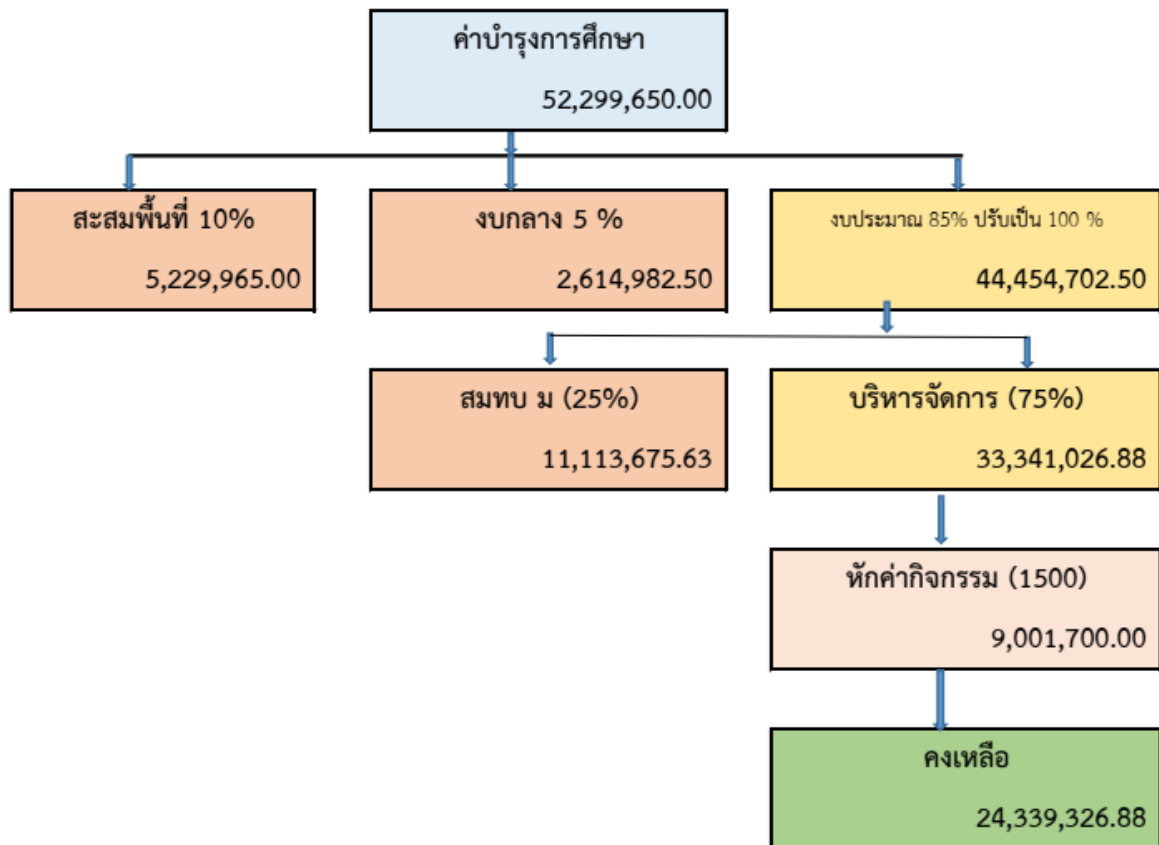 ค่าบำรุงการศึกษา
52,299,650.00
สะสมพื้นที่ 10%
5,229,965.00
งบกลาง 5 %
2,614,982.50
งบประมาณ 85% ปรับเป็น 100 %
44,454,702.50
สมทบ ม (25%)
11,113,675.63
บริหารจัดการ (75%)
33,341,026.88
หักค่ากิจกรรม (1500)
9,001,700.00
คงเหลือ
24,339,326.88